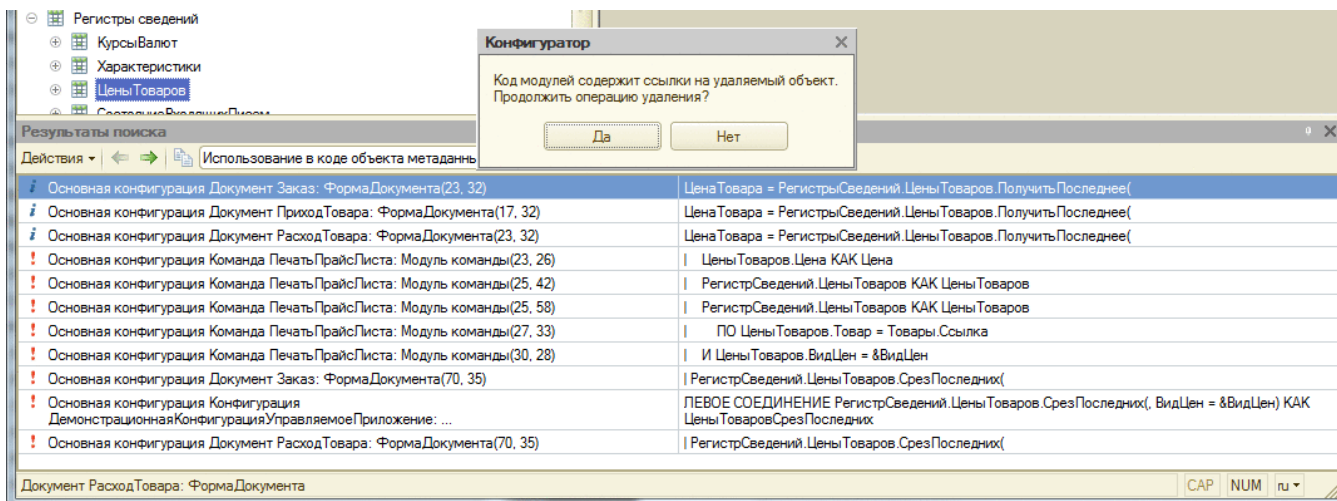 Регистры сведений
КурсыВалют
Характеристики
ЦеныТоваров
СостояниеВходящихПисем
Конфигуратор
Код модулей содержит ссылки на удаляемый объект.
Продолжить операцию удаления?
Да
Нет
Результаты поиска
Действия
Использование в коде объекта метаданны
Основная конфигурация Документ Заказ: ФормаДокумента(23, 32)
ЦенаТовара = РегистрыСведений.ЦеныТоваров.ПолучитьПоследнее(
Основная конфигурация Документ ПриходТовара: ФормаДокумента(17, 32)
ЦенаТовара = РегистрыСведений.ЦеныТоваров.ПолучитьПоследнее(
Основная конфигурация Документ РасходТовара: ФормаДокумента(23, 32)
ЦенаТовара = РегистрыСведений.ЦеныТоваров.ПолучитьПоследнее(
Основная конфигурация Команда ПечатьПрайсЛиста: Модуль команды(23, 26)
| ЦеныТоваров.Цена КАК Цена
Основная конфигурация Команда ПечатьПрайсЛиста: Модуль команды(25, 42)
| РегистрСведений.ЦеныТоваров КАК ЦеныТоваров
Основная конфигурация Команда ПечатьПрайсЛиста: Модуль команды(25, 58)
| РегистрСведений.ЦеныТоваров КАК ЦеныТоваров
Основная конфигурация Команда ПечатьПрайсЛиста: Модуль команды(27, 33)
| ПО ЦеныТоваров.Товар = Товары.Ссылка
Основная конфигурация Команда ПечатьПрайсЛиста: Модуль команды(30, 28)
| И ЦеныТоваров.ВидЦен = &ВидЦен
Основная конфигурация Документ Заказ: ФормаДокумента(70, 35)
| РегистрСведений.ЦеныТоваров.СрезПоследних(
Основная конфигурация Конфигурация
ДемонстрационнаяКонфигурацияУправляемоеПриложение: ...
ЛЕВОЕ СОЕДИНЕНИЕ РегистрСведений.ЦеныТоваров.СрезПоследних(, ВидЦен = &ВидЦен) КАК
ЦеныТоваровСрезПоследних
Основная конфигурация Документ РасходТовара: ФормаДокумента(70, 35)
| РегистрСведений.ЦеныТоваров.СрезПоследних(
Документ РасходТовара: ФормаДокумента
CAP
NUM
ru